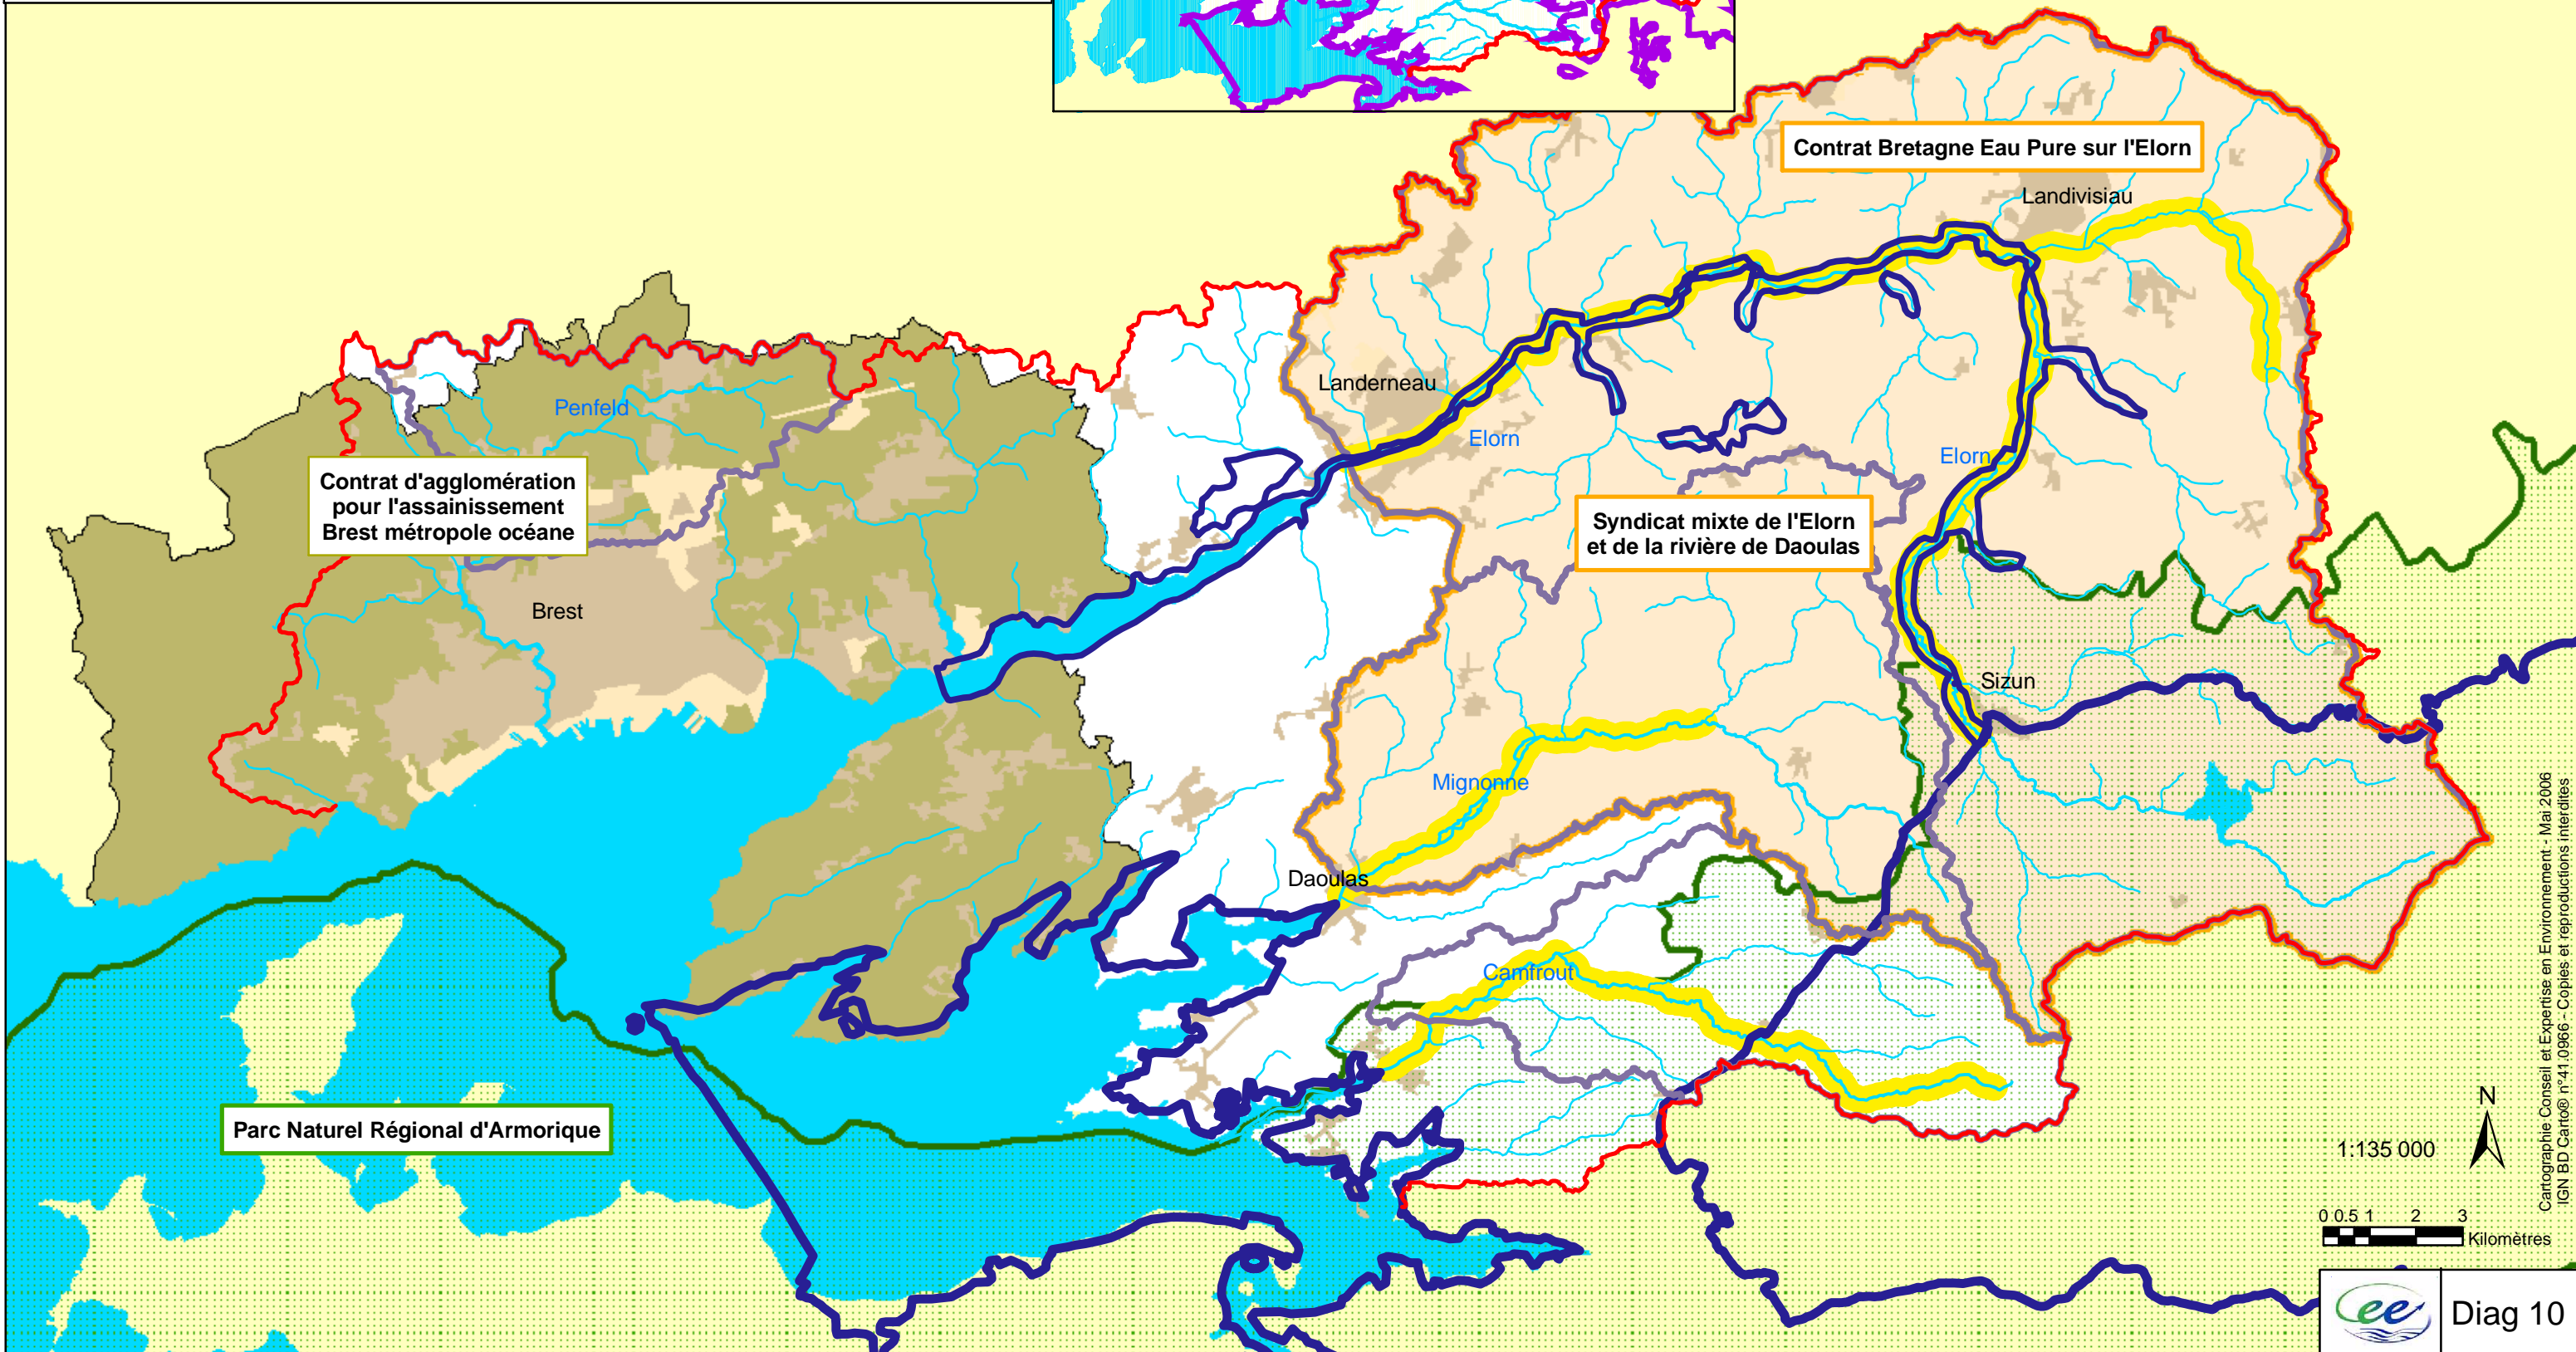 Contrat Bretagne Eau Pure sur l'Elorn
Landivisiau
Landerneau
Penfeld
Elorn
Elorn
Contrat d'agglomération
pour l'assainissement
Brest métropole océane
Syndicat mixte de l'Elorn
et de la rivière de Daoulas
Brest
Sizun
Mignonne
Daoulas
Camfrout
Parc Naturel Régional d'Armorique
N
1:135 000
0 0.5 1 2 3
Kilomètres
Cartographie Conseil et Expertise en Environnement - Mai 2006
IGN BD Carto® n°41.0966 - Copies et reproductions interdites
cee
Diag 10